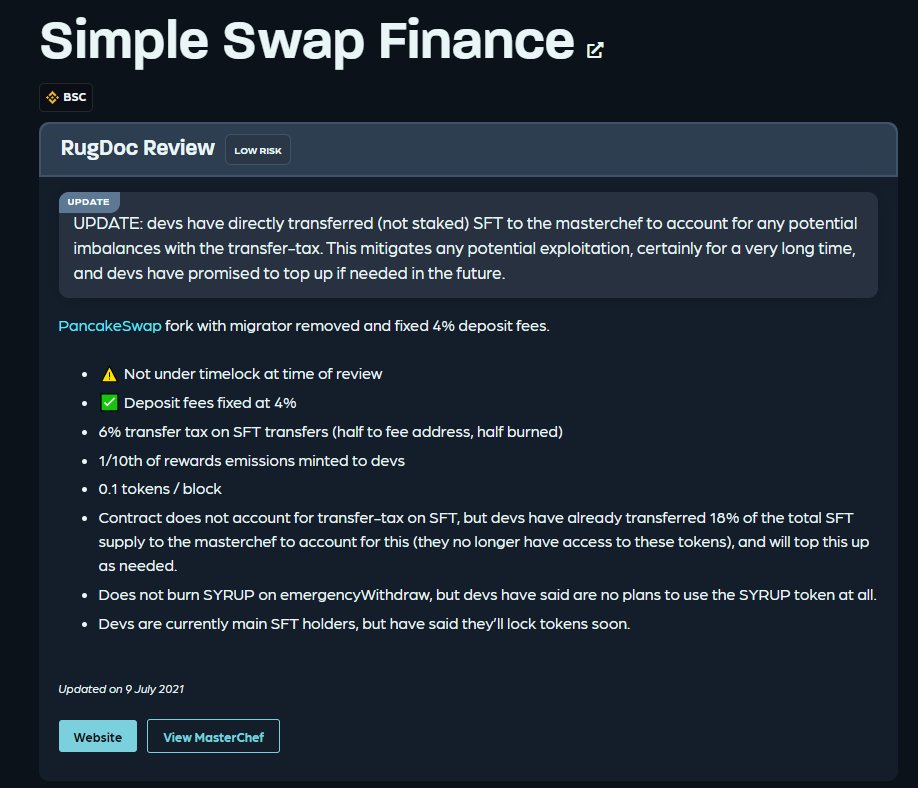 Simple Swap Finance
BSC
RugDoc Review LOW RISK
UPDATE
UPDATE: devs have directly transferred (not staked) SFT to the masterchef to account for any potential
imbalances with the transfer-tax. This mitigates any potential exploitation, certainly for a very long time,
and devs have promised to top up if needed in the future.
PancakeSwap fork with migrator removed and fixed 4% deposit fees.
• ⚠️ Not under timelock at time of review
• ✅ Deposit fees fixed at 4%
• 6% transfer tax on SFT transfers (half to fee address, half burned)
• 1/10th of rewards emissions minted to devs
• 0.1 tokens / block
• Contract does not account for transfer-tax on SFT, but devs have already transferred 18% of the total SFT
supply to the masterchef to account for this (they no longer have access to these tokens), and will top this up
as needed.
• Does not burn SYRUP on emergencyWithdraw, but devs have said are no plans to use the SYRUP token at all.
• Devs are currently main SFT holders, but have said they’ll lock tokens soon.
Updated on 9 July 2021
Website View MasterChef